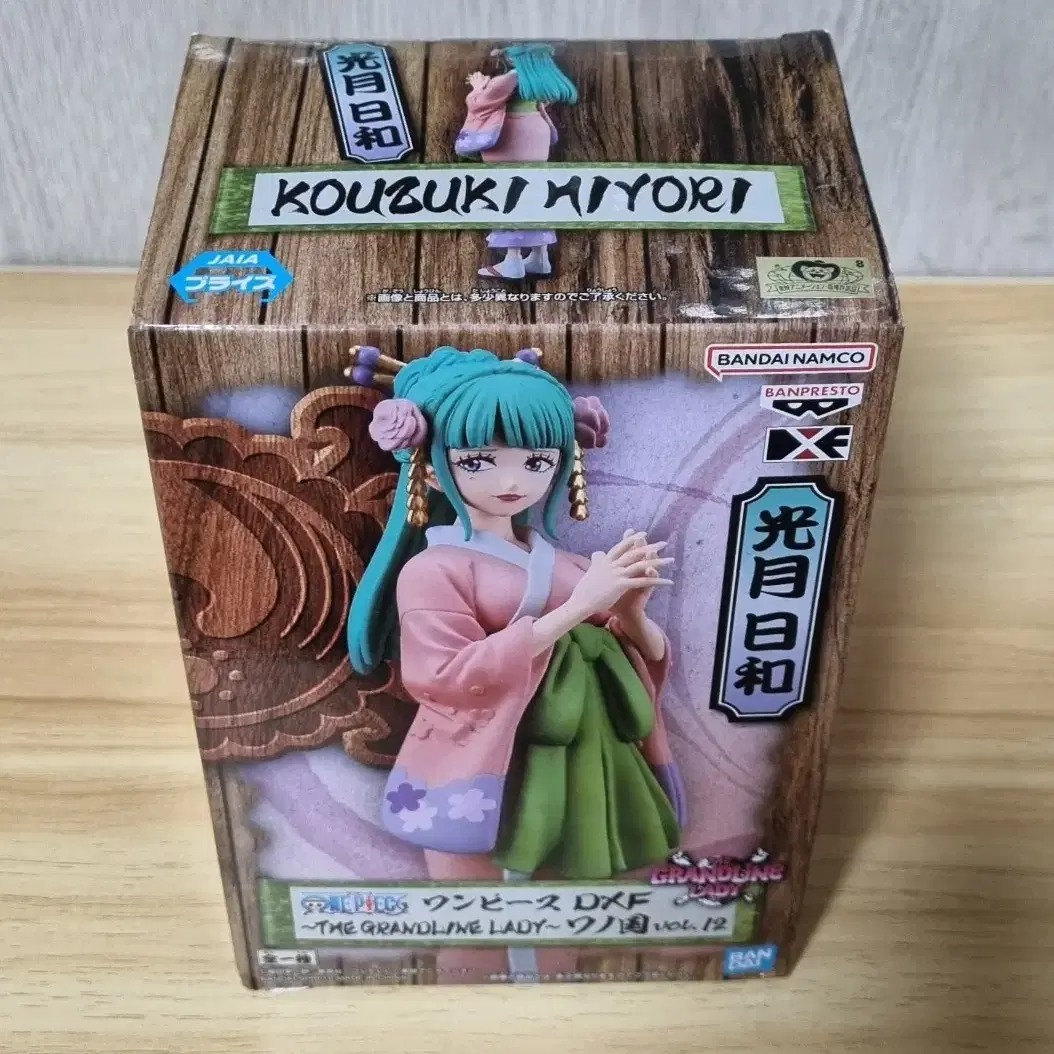 光月日和
KOUZUKI HIYORI
JAIA
プライズ
※画像と商品とは、多少異なりますのでご了承ください。
BANDAI NAMCO
BANPRESTO
DXF
光月日和
GRANDLINE
LADY
ONE PIECE ワンピース DXF
~THE GRANDLINE LADY~ ワノ国 VOL.12
全一種
BANDAI